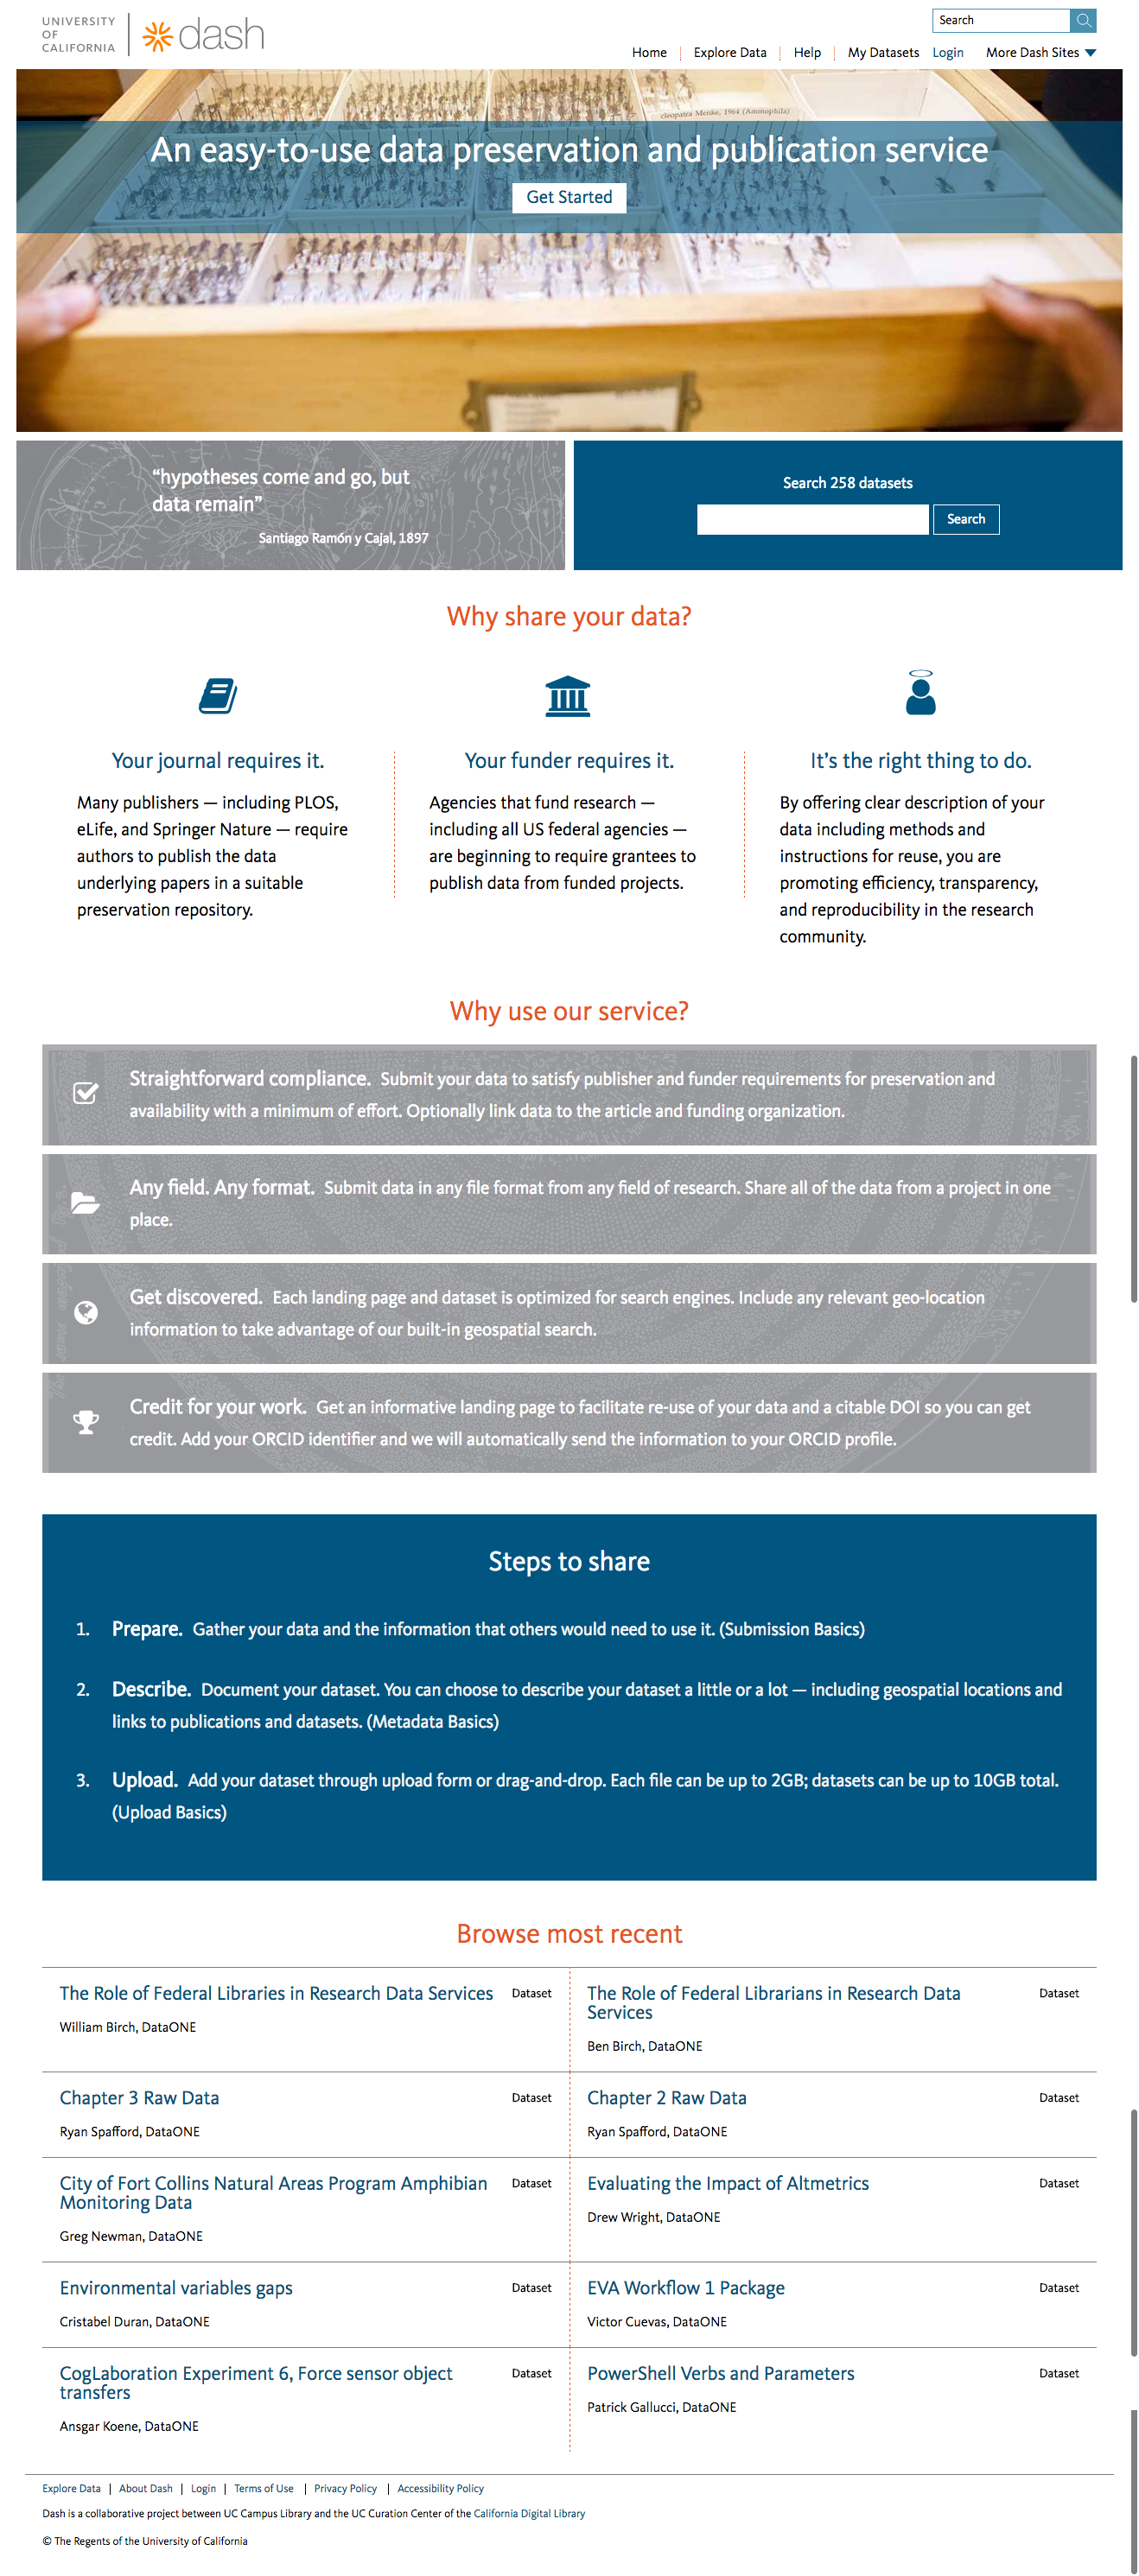 UNIVERSITY
OF
CALIFORNIA
dash
Search
Home
Explore Data
Help
My Datasets
Login
More Dash Sites
cleopatra Menke, 1964 (Ammophila)
An easy-to-use data preservation and publication service
Get Started
“hypotheses come and go, but
data remain”
Santiago Ramón y Cajal, 1897
Search 258 datasets
Search
Why share your data?
Your journal requires it.
Many publishers — including PLOS,
eLife, and Springer Nature — require
authors to publish the data
underlying papers in a suitable
preservation repository.
Your funder requires it.
Agencies that fund research —
including all US federal agencies —
are beginning to require grantees to
publish data from funded projects.
It’s the right thing to do.
By offering clear description of your
data including methods and
instructions for reuse, you are
promoting efficiency, transparency,
and reproducibility in the research
community.
Why use our service?
Straightforward compliance. Submit your data to satisfy publisher and funder requirements for preservation and
availability with a minimum of effort. Optionally link data to the article and funding organization.
Any field. Any format. Submit data in any file format from any field of research. Share all of the data from a project in one
place.
Get discovered. Each landing page and dataset is optimized for search engines. Include any relevant geo-location
information to take advantage of our built-in geospatial search.
Credit for your work. Get an informative landing page to facilitate re-use of your data and a citable DOI so you can get
credit. Add your ORCID identifier and we will automatically send the information to your ORCID profile.
Steps to share
1. Prepare. Gather your data and the information that others would need to use it. (Submission Basics)
2. Describe. Document your dataset. You can choose to describe your dataset a little or a lot — including geospatial locations and
links to publications and datasets. (Metadata Basics)
3. Upload. Add your dataset through upload form or drag-and-drop. Each file can be up to 2GB; datasets can be up to 10GB total.
(Upload Basics)
Browse most recent
The Role of Federal Libraries in Research Data Services
Dataset
William Birch, DataONE
The Role of Federal Librarians in Research Data
Services
Dataset
Ben Birch, DataONE
Chapter 3 Raw Data
Dataset
Ryan Spafford, DataONE
Chapter 2 Raw Data
Dataset
Ryan Spafford, DataONE
City of Fort Collins Natural Areas Program Amphibian
Monitoring Data
Dataset
Greg Newman, DataONE
Evaluating the Impact of Altmetrics
Dataset
Drew Wright, DataONE
Environmental variables gaps
Dataset
Cristabel Duran, DataONE
EVA Workflow 1 Package
Dataset
Victor Cuevas, DataONE
CogLaboration Experiment 6, Force sensor object
transfers
Dataset
Ansgar Koene, DataONE
PowerShell Verbs and Parameters
Dataset
Patrick Gallucci, DataONE
Explore Data | About Dash | Login | Terms of Use | Privacy Policy | Accessibility Policy
Dash is a collaborative project between UC Campus Library and the UC Curation Center of the California Digital Library
© The Regents of the University of California